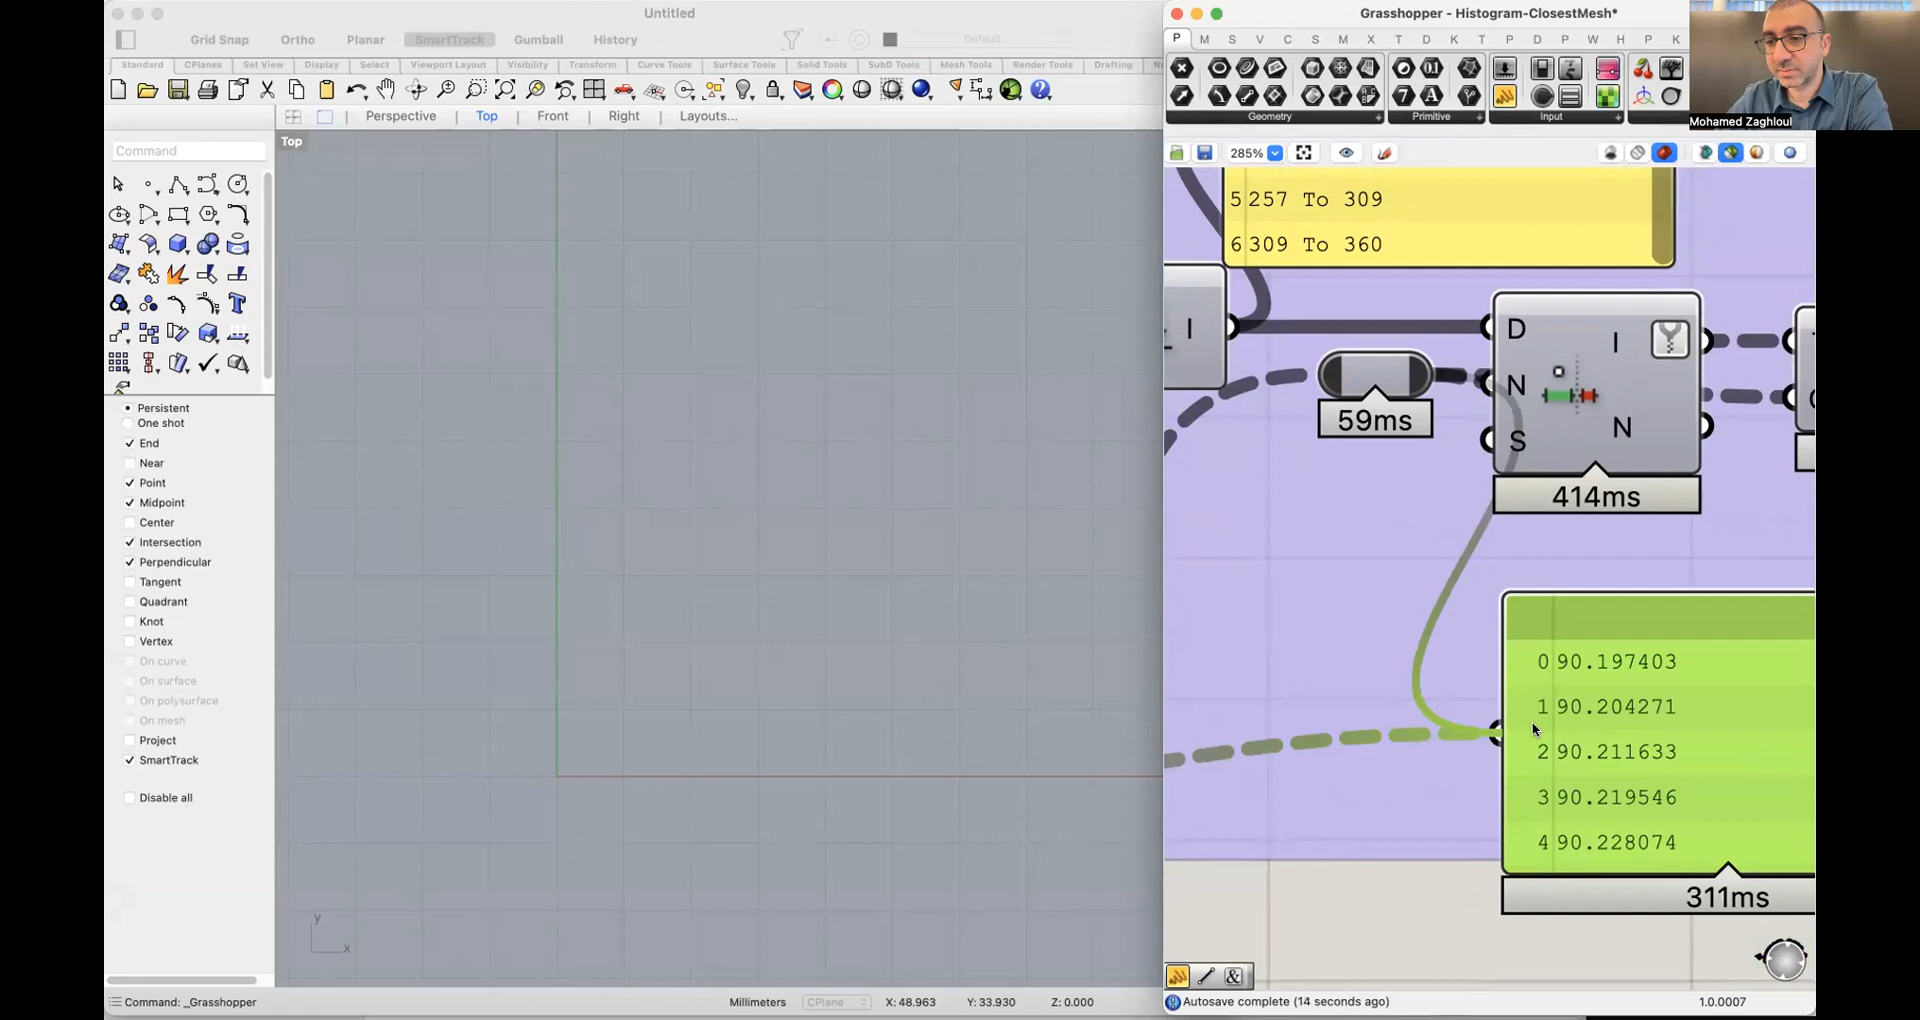 Untitled
Grid Snap Ortho Planar SmartTrack Gumball History Default
Standard CPlanes Set View Display Select Viewport Layout Visibility Transform Curve Tools Surface Tools Solid Tools SubD Tools Mesh Tools Render Tools Drafting
Perspective Top Front Right Layouts...
Command
Top
Persistent
One shot
End
Near
Point
Midpoint
Center
Intersection
Perpendicular
Tangent
Quadrant
Knot
Vertex
On curve
On surface
On polysurface
On mesh
Project
SmartTrack
Disable all
y
x
Command: _Grasshopper
Millimeters CPlane X: 48.963 Y: 33.930 Z: 0.000
Grasshopper - Histogram-ClosestMesh*
P M S V C S M X T D K T P D P W H P K
Geometry Primitive Input
Mohamed Zaghloul
285%
5 257 To 309
6 309 To 360
I
D
N
S
I
N
59ms
414ms
0 90.197403
1 90.204271
2 90.211633
3 90.219546
4 90.228074
311ms
Autosave complete (14 seconds ago)
1.0.0007